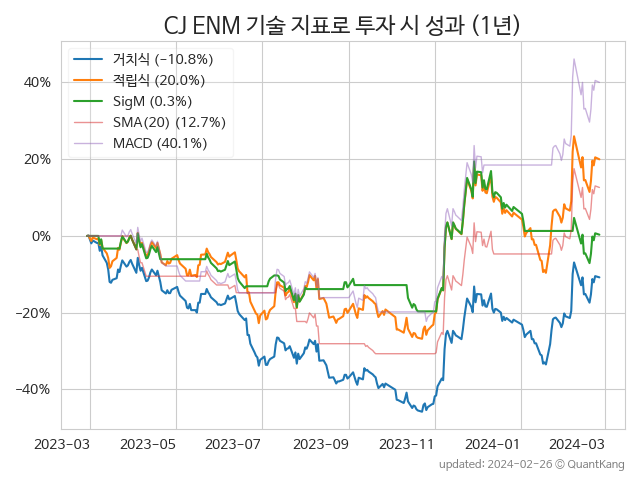 CJ ENM 기술 지표로 투자 시 성과 (1년)
거치식 (−10.8%)
적립식 (20.0%)
SigM (0.3%)
SMA(20) (12.7%)
MACD (40.1%)
40%
20%
0%
−20%
−40%
2023-03 2023-05 2023-07 2023-09 2023-11 2024-01 2024-03
updated: 2024-02-26 © QuantKang